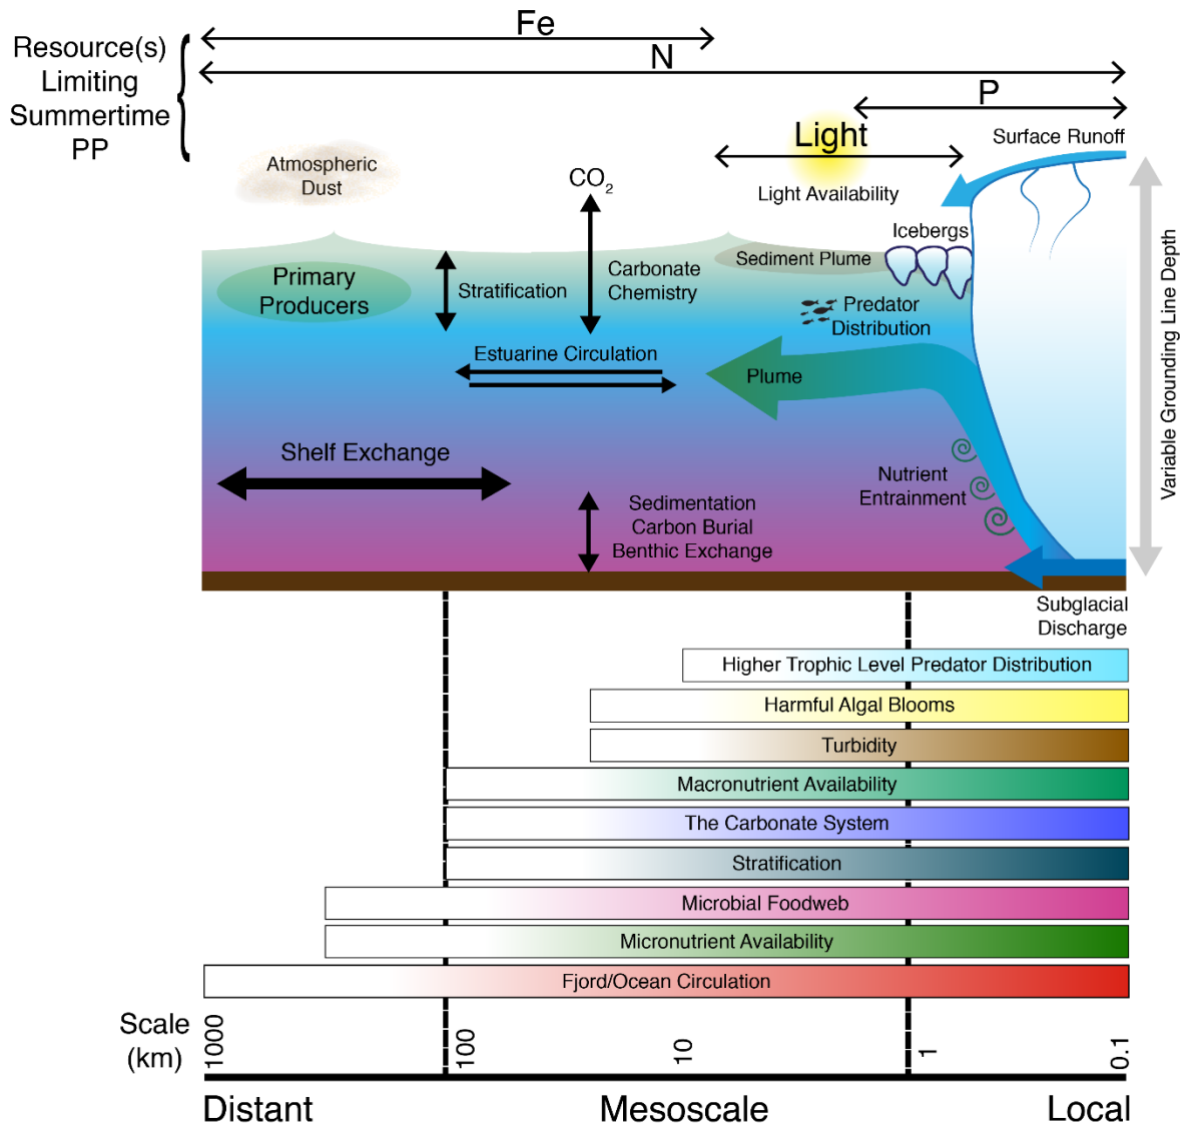 Resource(s)
Limiting
Summertime
PP
Fe
N
P
Light
Light Availability
Surface Runoff
Atmospheric
Dust
CO₂
Icebergs
Sediment Plume
Primary
Producers
Stratification
Carbonate
Chemistry
Predator
Distribution
Estuarine Circulation
Plume
Shelf Exchange
Nutrient
Entrainment
Sedimentation
Carbon Burial
Benthic Exchange
Variable Grounding Line Depth
Subglacial
Discharge
Higher Trophic Level Predator Distribution
Harmful Algal Blooms
Turbidity
Macronutrient Availability
The Carbonate System
Stratification
Microbial Foodweb
Micronutrient Availability
Fjord/Ocean Circulation
Scale
(km)
1000
100
10
1
0.1
Distant
Mesoscale
Local